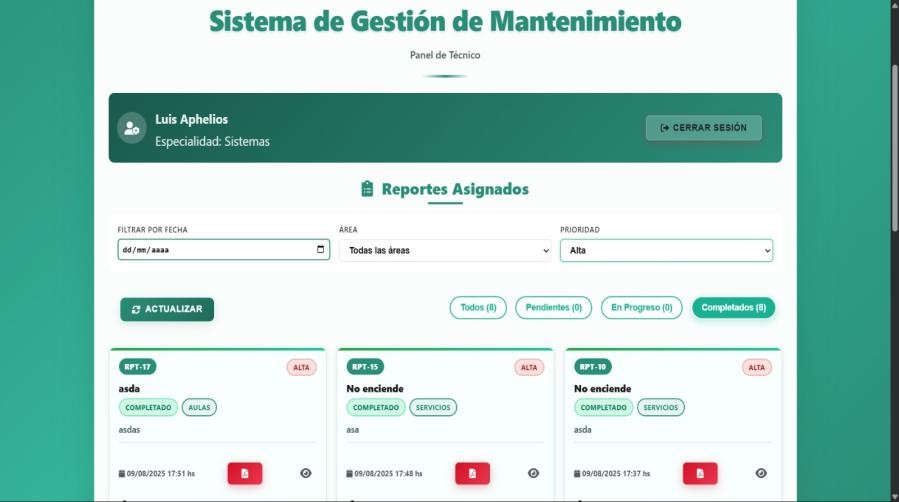 Sistema de Gestión de Mantenimiento
Panel de Técnico
Luis Aphelios
Especialidad: Sistemas
CERRAR SESIÓN
Reportes Asignados
FILTRAR POR FECHA ÁREA PRIORIDAD
dd/mm/aaaa Todas las áreas Alta
ACTUALIZAR Todos (8) Pendientes (0) En Progreso (0) Completados (8)
RPT-17 ALTA RPT-15 ALTA RPT-10 ALTA
asda No enciende No enciende
COMPLETADO AULAS COMPLETADO SERVICIOS COMPLETADO SERVICIOS
asdas asa asda
09/08/2025 17:51 hs 09/08/2025 17:48 hs 09/08/2025 17:37 hs